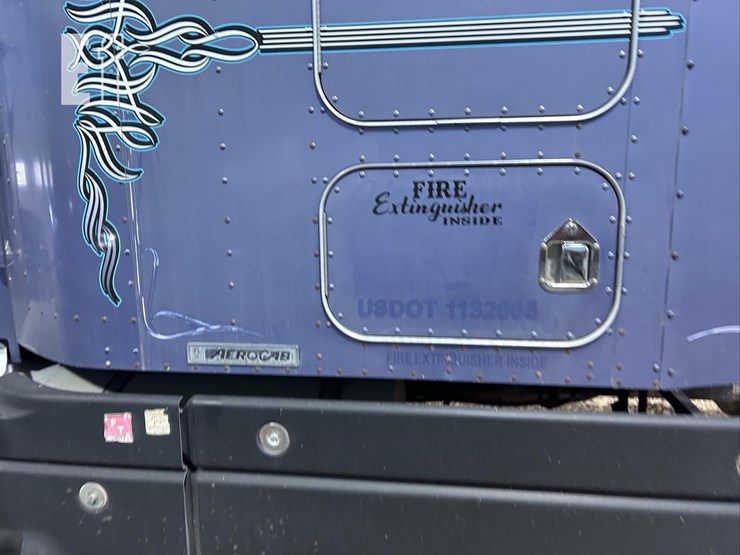 FIRE
Extinguisher
INSIDE
USDOT 1132065
FIRE EXTINGUISHER INSIDE
AEROCAB